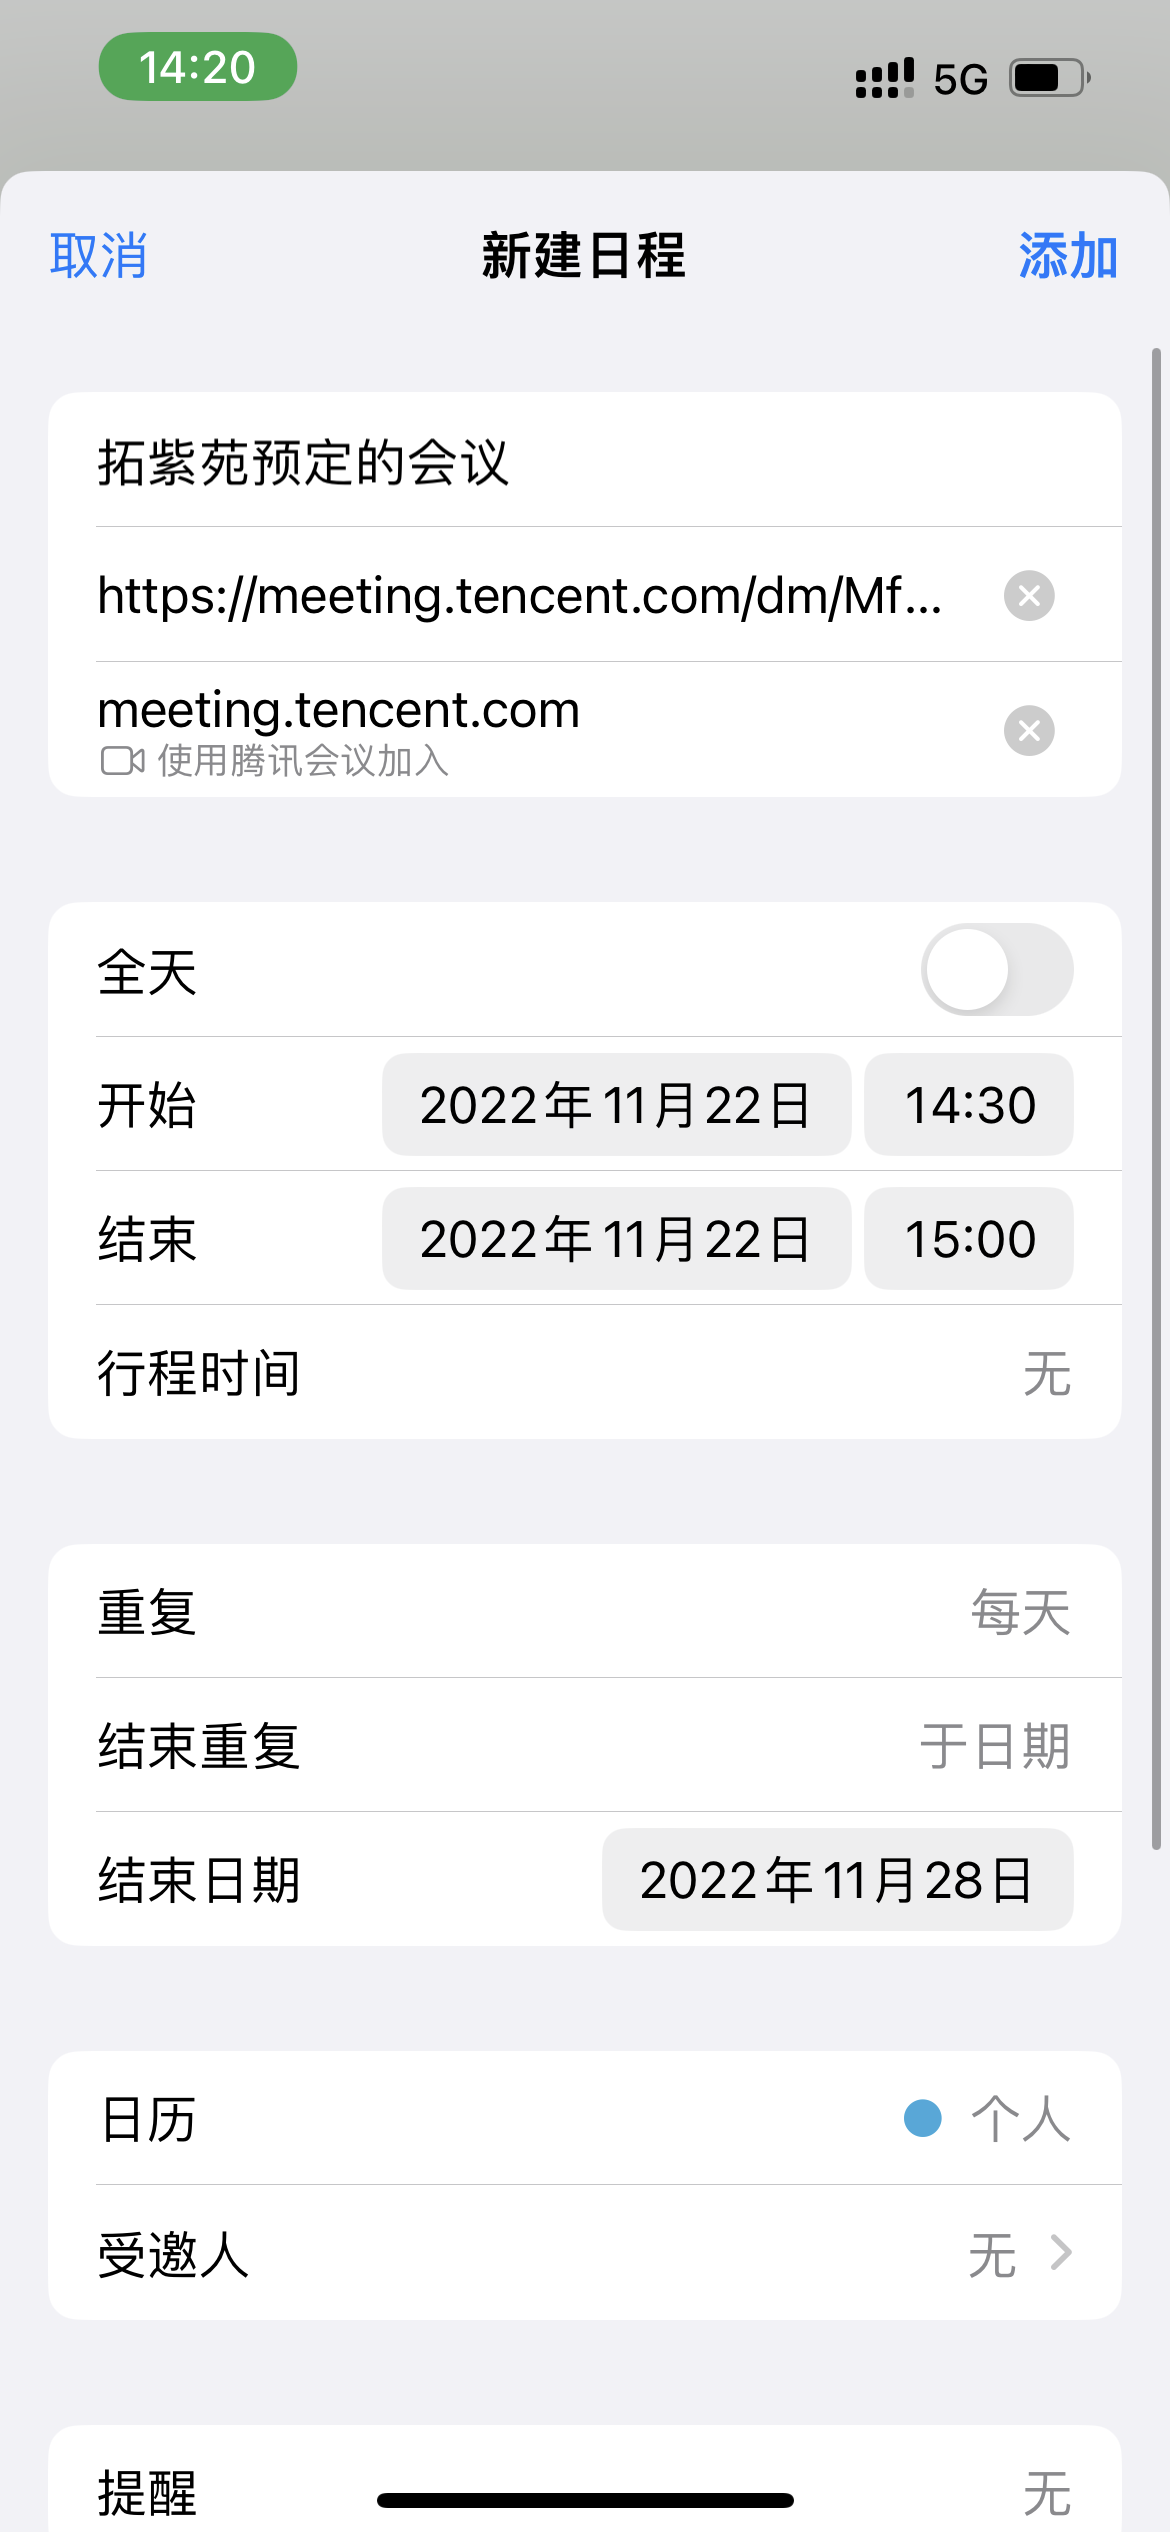 14:20 5G
取消 新建日程 添加
拓紫苑预定的会议
https://meeting.tencent.com/dm/Mf...
meeting.tencent.com
使用腾讯会议加入
全天
开始 2022年11月22日 14:30
结束 2022年11月22日 15:00
行程时间 无
重复 每天
结束重复 于日期
结束日期 2022年11月28日
日历 个人
受邀人 无
提醒 无